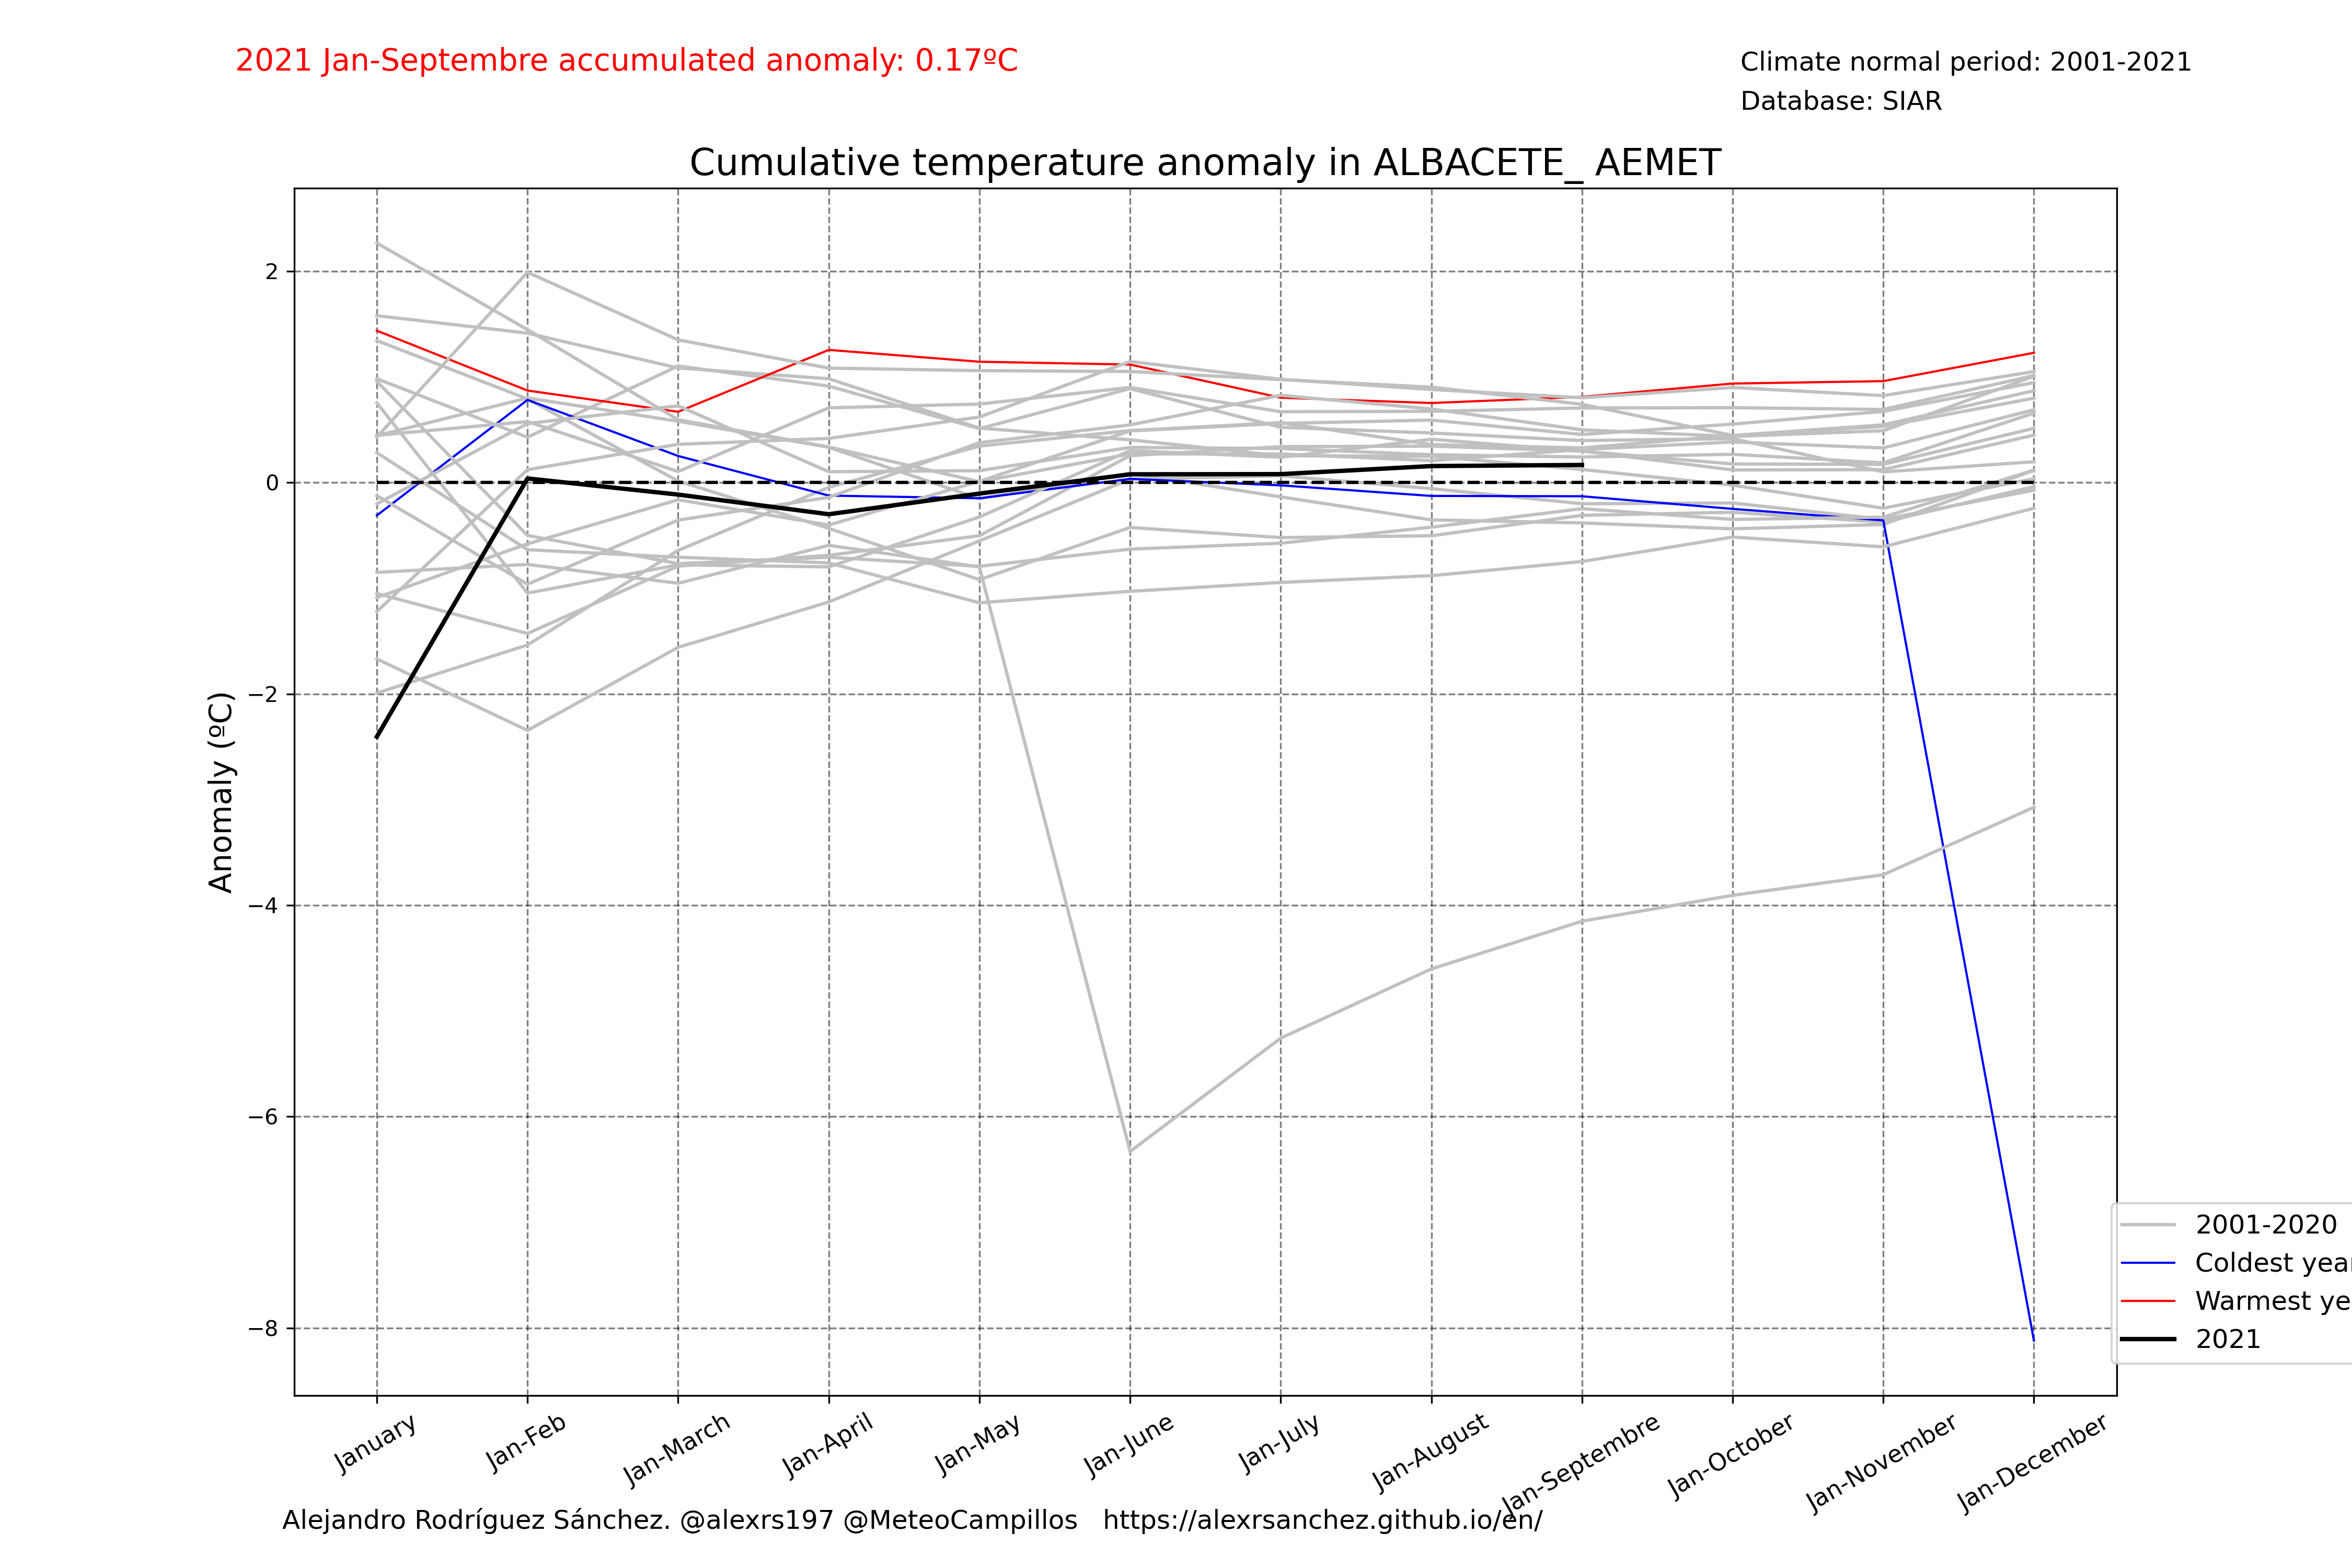 2021 Jan-Septembre accumulated anomaly: 0.17ºC
Climate normal period: 2001-2021
Database: SIAR
Cumulative temperature anomaly in ALBACETE_ AEMET
Anomaly (ºC)
2
0
−2
−4
−6
−8
2001-2020
Coldest year
Warmest ye
2021
January
Jan-Feb
Jan-March
Jan-April
Jan-May
Jan-June
Jan-July
Jan-August
Jan-Septembre
Jan-October
Jan-November
Jan-December
Alejandro Rodríguez Sánchez. @alexrs197 @MeteoCampillos   https://alexrsanchez.github.io/en/